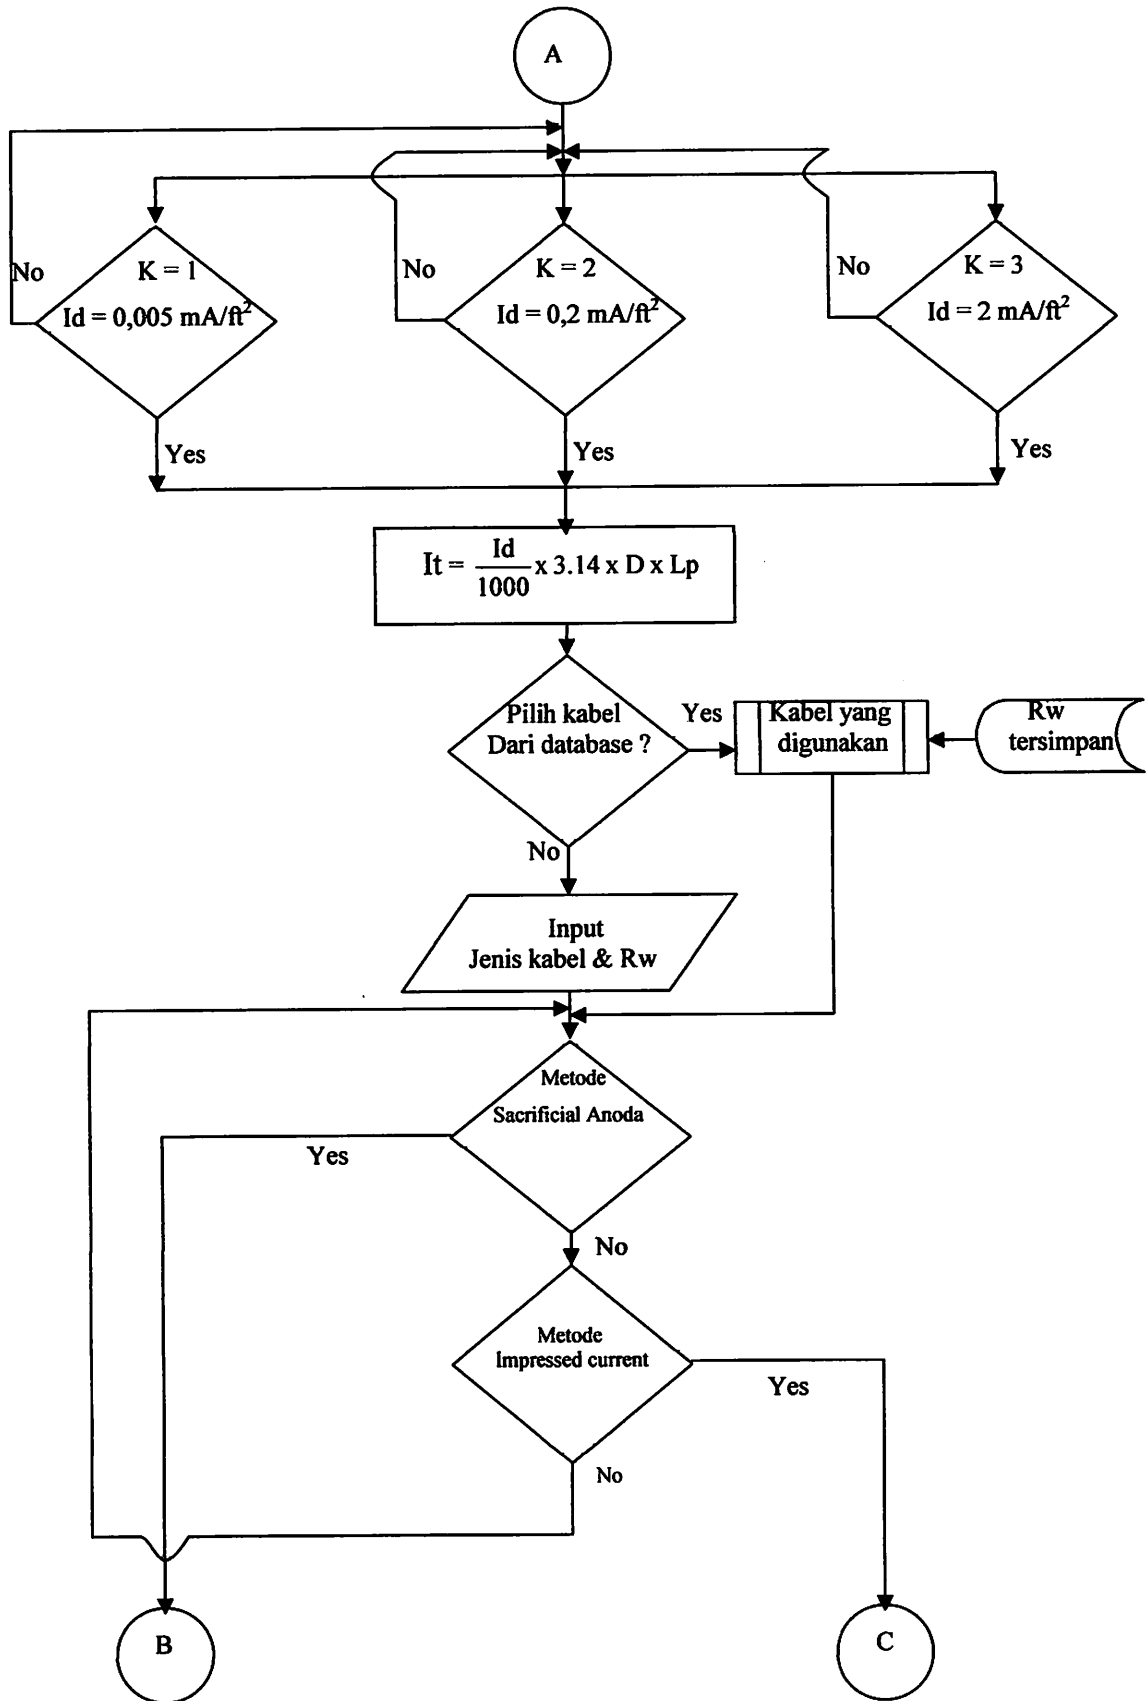 A
No
K = 1
Id = 0,005 mA/ft²
No
K = 2
Id = 0,2 mA/ft²
No
K = 3
Id = 2 mA/ft²
Yes
Yes
Yes
It = Id/1000 x 3.14 x D x Lp
Pilih kabel
Dari database ?
Yes
Kabel yang
digunakan
Rw
tersimpan
No
Input
Jenis kabel & Rw
Metode
Sacrificial Anoda
Yes
No
Metode
Impressed current
Yes
No
B
C